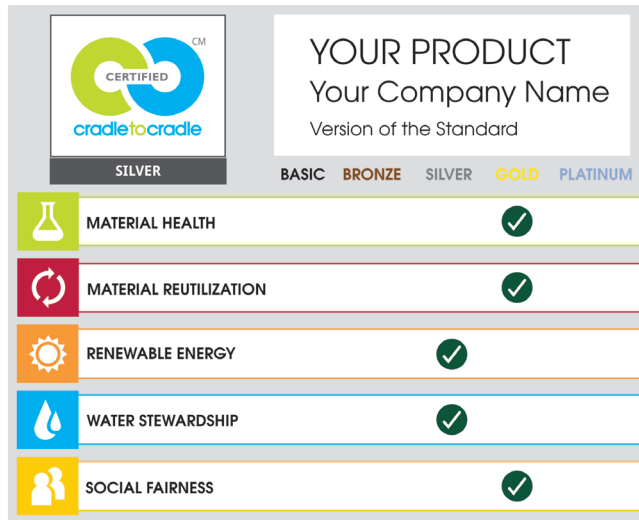 CM
CERTIFIED
cradletocradle
SILVER
YOUR PRODUCT
Your Company Name
Version of the Standard
BASIC BRONZE SILVER GOLD PLATINUM
MATERIAL HEALTH
MATERIAL REUTILIZATION
RENEWABLE ENERGY
WATER STEWARDSHIP
SOCIAL FAIRNESS